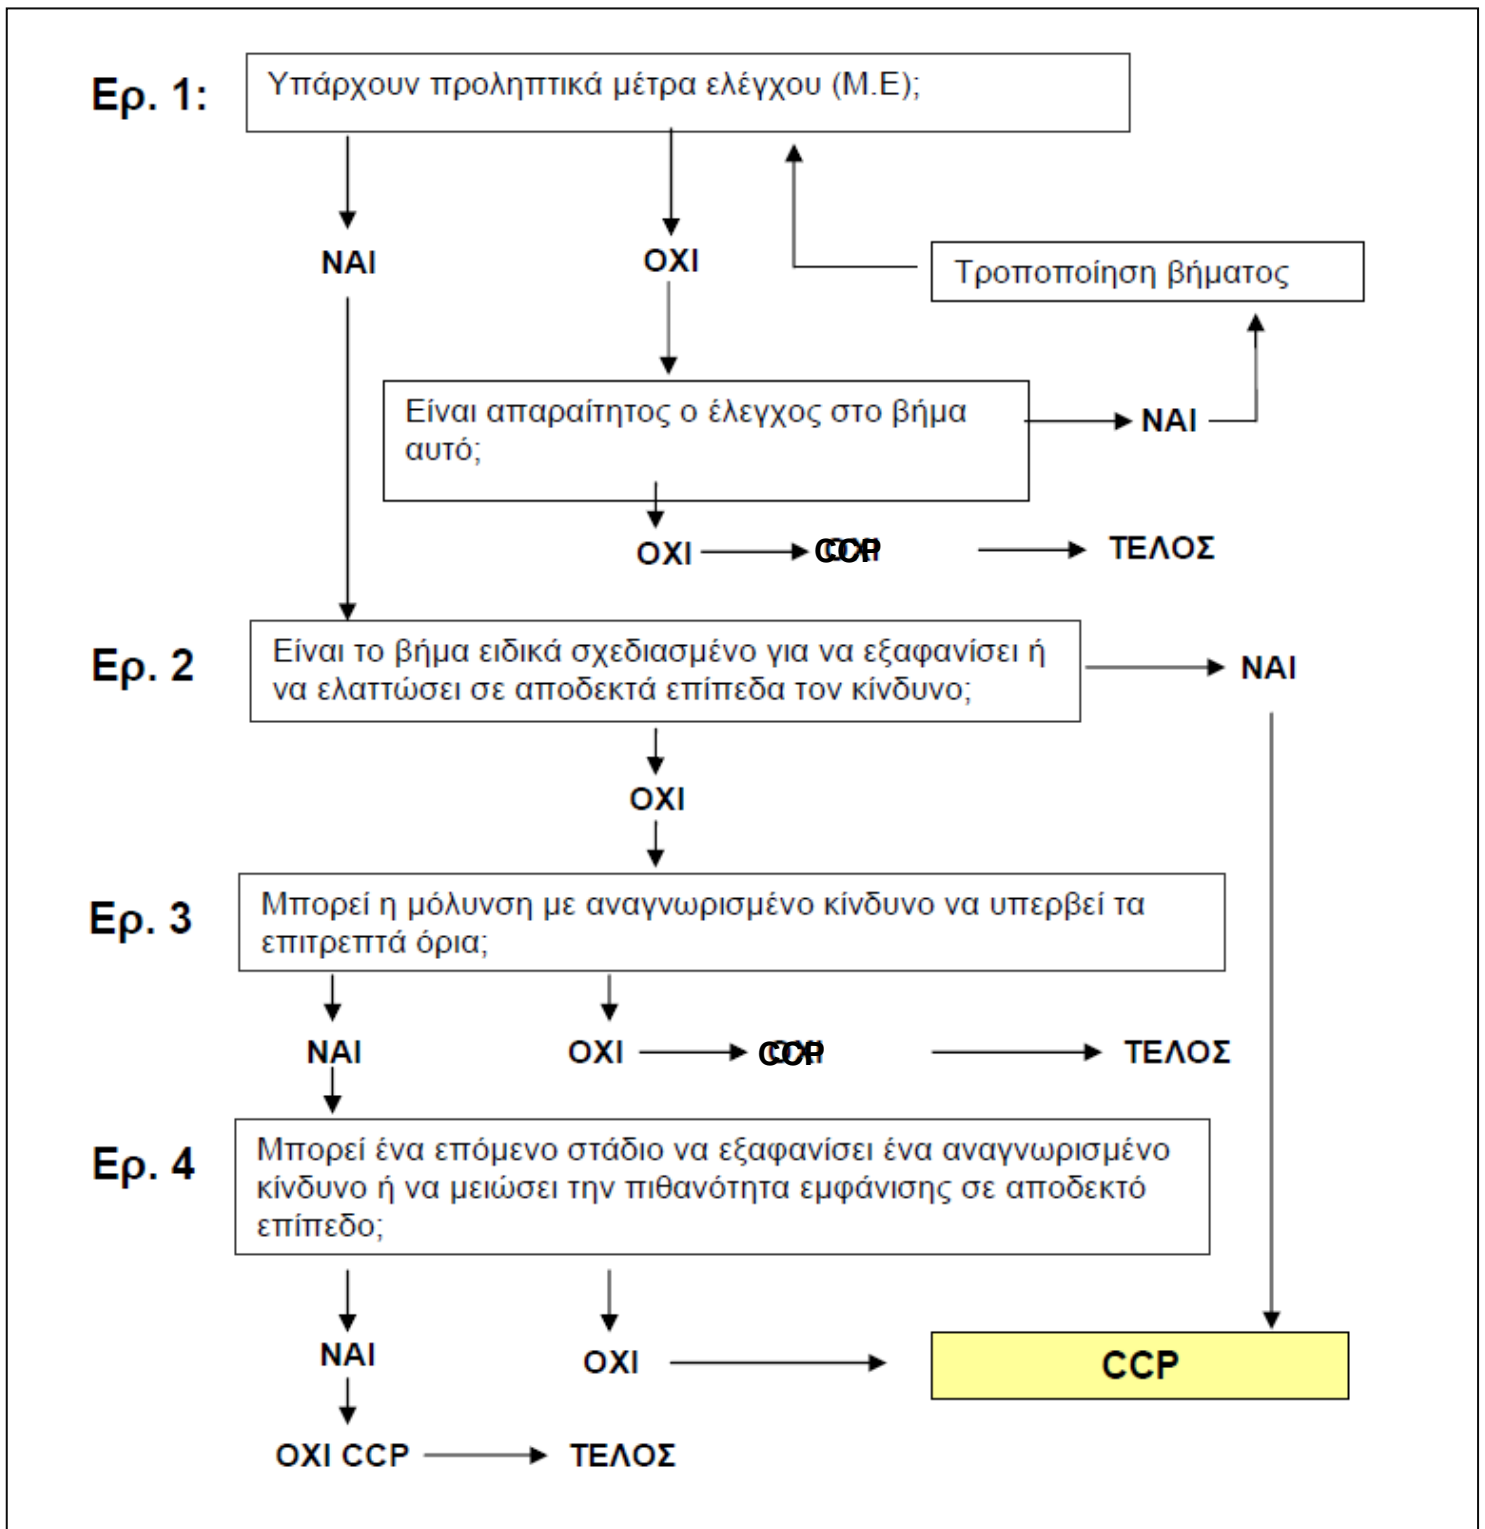 Ερ. 1:
Υπάρχουν προληπτικά μέτρα ελέγχου (Μ.Ε);
ΝΑΙ
ΟΧΙ
Τροποποίηση βήματος
Είναι απαραίτητος ο έλεγχος στο βήμα
αυτό;
ΝΑΙ
ΟΧΙ
ΤΕΛΟΣ
Ερ. 2
Είναι το βήμα ειδικά σχεδιασμένο για να εξαφανίσει ή
να ελαττώσει σε αποδεκτά επίπεδα τον κίνδυνο;
ΝΑΙ
ΟΧΙ
Ερ. 3
Μπορεί η μόλυνση με αναγνωρισμένο κίνδυνο να υπερβεί τα
επιτρεπτά όρια;
ΝΑΙ
ΟΧΙ
ΤΕΛΟΣ
Ερ. 4
Μπορεί ένα επόμενο στάδιο να εξαφανίσει ένα αναγνωρισμένο
κίνδυνο ή να μειώσει την πιθανότητα εμφάνισης σε αποδεκτό
επίπεδο;
ΝΑΙ
ΟΧΙ
CCP
ΟΧΙ CCP
ΤΕΛΟΣ